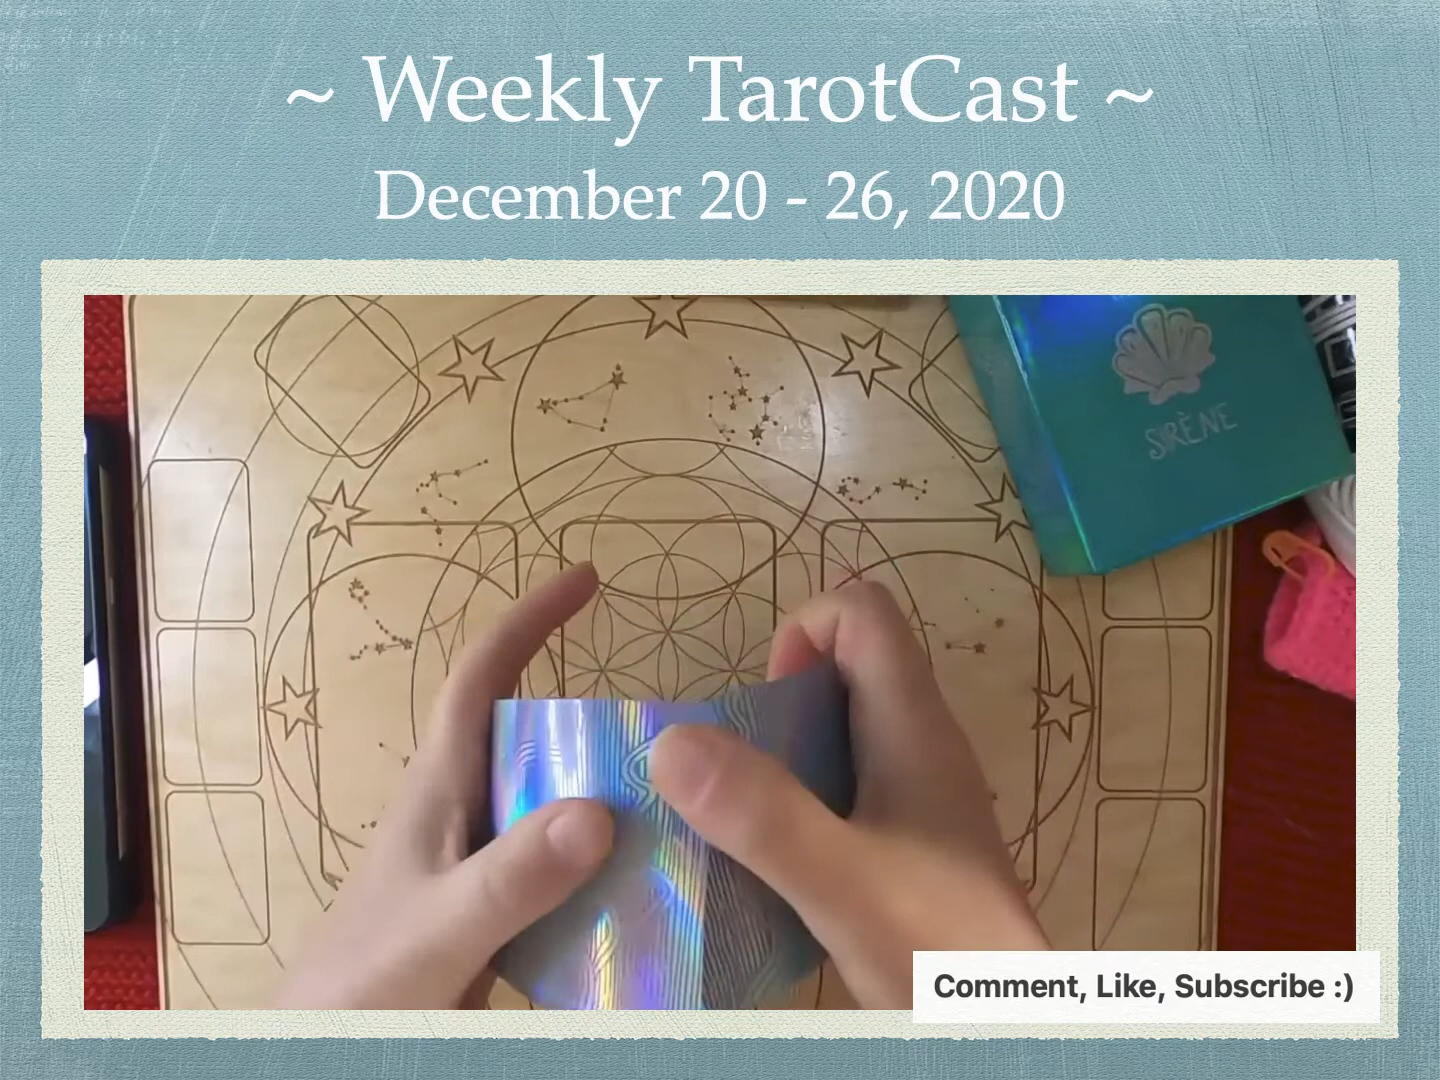 ~ Weekly TarotCast ~
December 20 - 26, 2020
SIRÈNE
Comment, Like, Subscribe :)